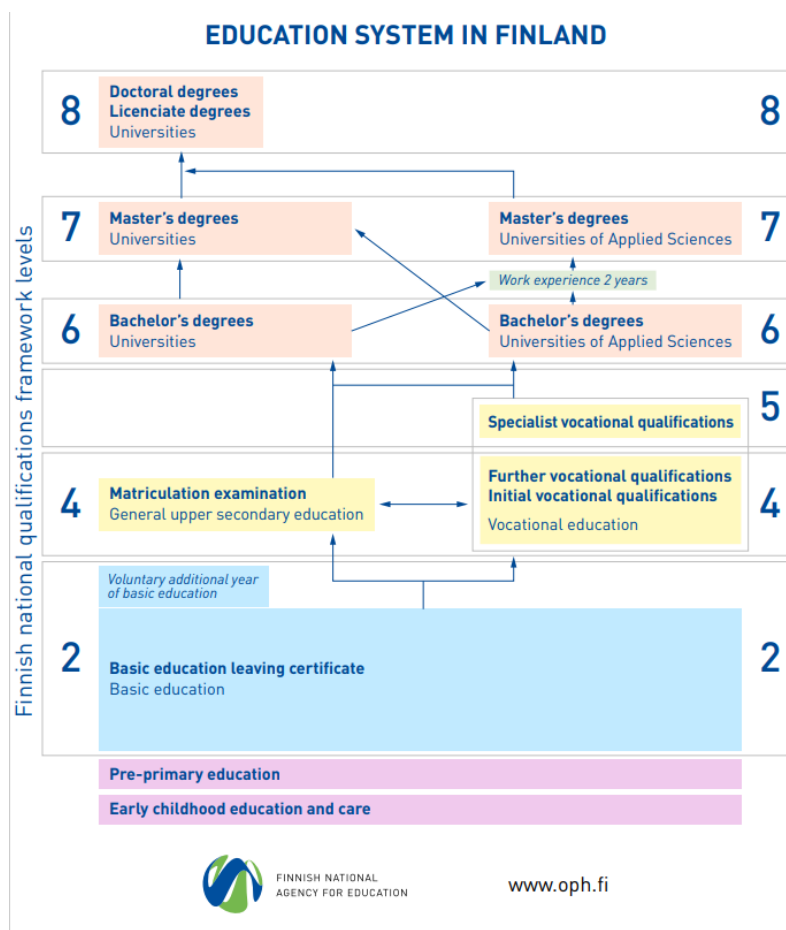 EDUCATION SYSTEM IN FINLAND
Finnish national qualifications framework levels
8
Doctoral degrees
Licenciate degrees
Universities
8
7
Master's degrees
Universities
Master's degrees
Universities of Applied Sciences
7
Work experience 2 years
6
Bachelor's degrees
Universities
Bachelor's degrees
Universities of Applied Sciences
6
Specialist vocational qualifications
5
4
Matriculation examination
General upper secondary education
Further vocational qualifications
Initial vocational qualifications
Vocational education
4
Voluntary additional year
of basic education
2
Basic education leaving certificate
Basic education
2
Pre-primary education
Early childhood education and care
FINNISH NATIONAL
AGENCY FOR EDUCATION
www.oph.fi